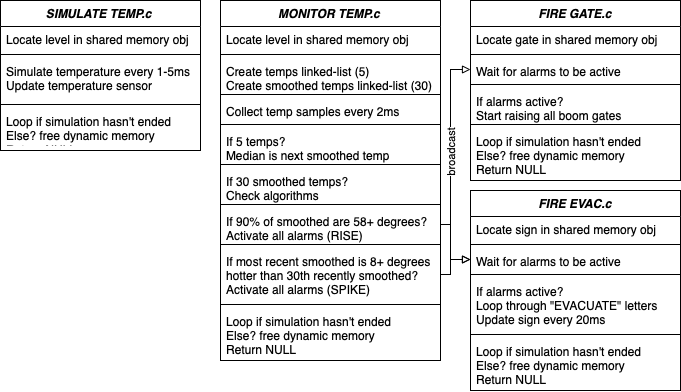 SIMULATE TEMP.c
Locate level in shared memory obj
Simulate temperature every 1-5ms
Update temperature sensor
Loop if simulation hasn't ended
Else? free dynamic memory
MONITOR TEMP.c
Locate level in shared memory obj
Create temps linked-list (5)
Create smoothed temps linked-list (30)
Collect temp samples every 2ms
If 5 temps?
Median is next smoothed temp
If 30 smoothed temps?
Check algorithms
If 90% of smoothed are 58+ degrees?
Activate all alarms (RISE)
If most recent smoothed is 8+ degrees
hotter than 30th recently smoothed?
Activate all alarms (SPIKE)
Loop if simulation hasn't ended
Else? free dynamic memory
Return NULL
broadcast
FIRE GATE.c
Locate gate in shared memory obj
Wait for alarms to be active
If alarms active?
Start raising all boom gates
Loop if simulation hasn't ended
Else? free dynamic memory
Return NULL
FIRE EVAC.c
Locate sign in shared memory obj
Wait for alarms to be active
If alarms active?
Loop through "EVACUATE" letters
Update sign every 20ms
Loop if simulation hasn't ended
Else? free dynamic memory
Return NULL